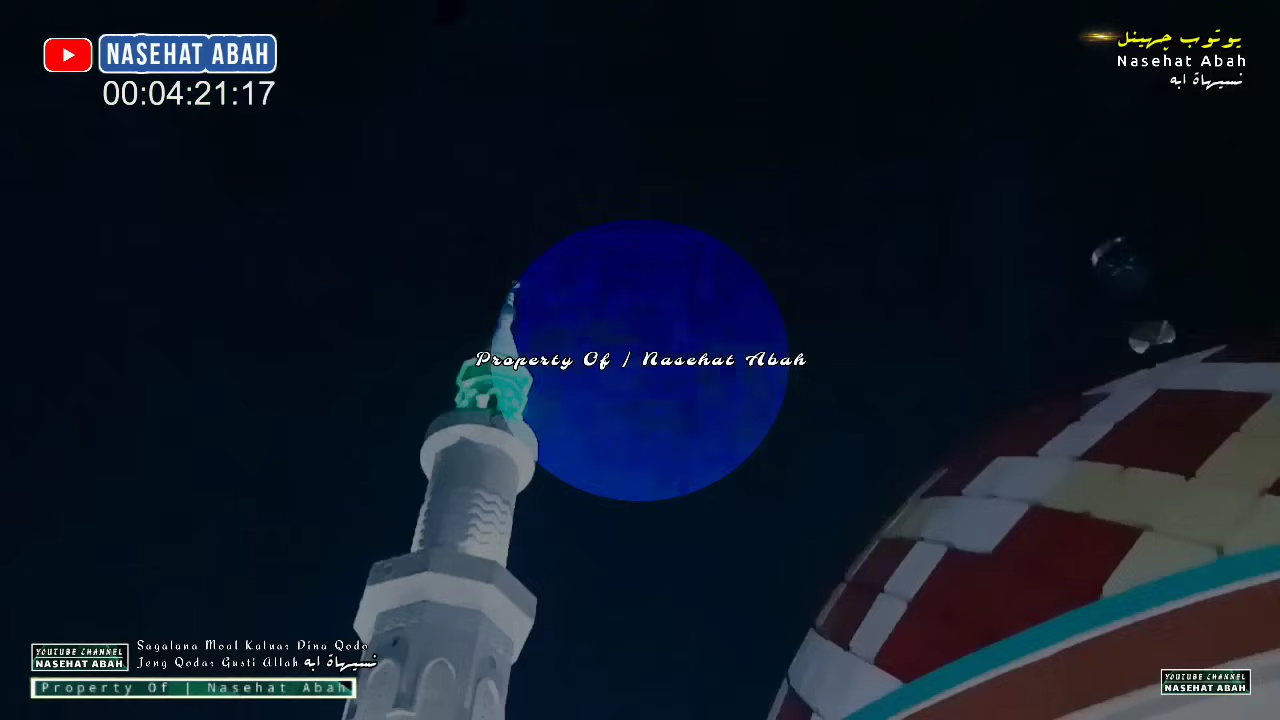 NASEHAT ABAH
00:04:21:17
يوتوب چهينل
Nasehat Abah
نسيهاة ابه
Property Of / Nasehat Abah
YOUTUBE CHANNEL
NASEHAT ABAH
Sagalana Moal Kaluar Dina Qodo
Jeng Qodar Gusti Allah نسيهاة ابه
Property Of | Nasehat Abah
YOUTUBE CHANNEL
NASEHAT ABAH